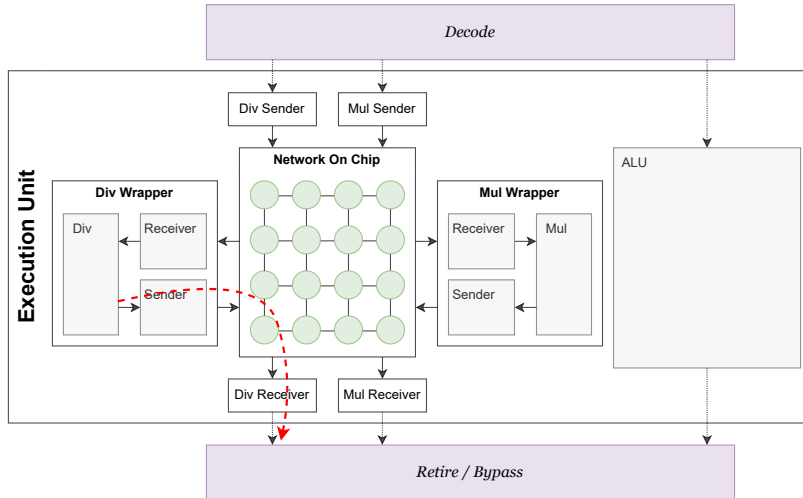 Decode
Execution Unit
Div Sender
Mul Sender
Network On Chip
ALU
Div Wrapper
Mul Wrapper
Div
Receiver
Receiver
Mul
Sender
Sender
Div Receiver
Mul Receiver
Retire / Bypass